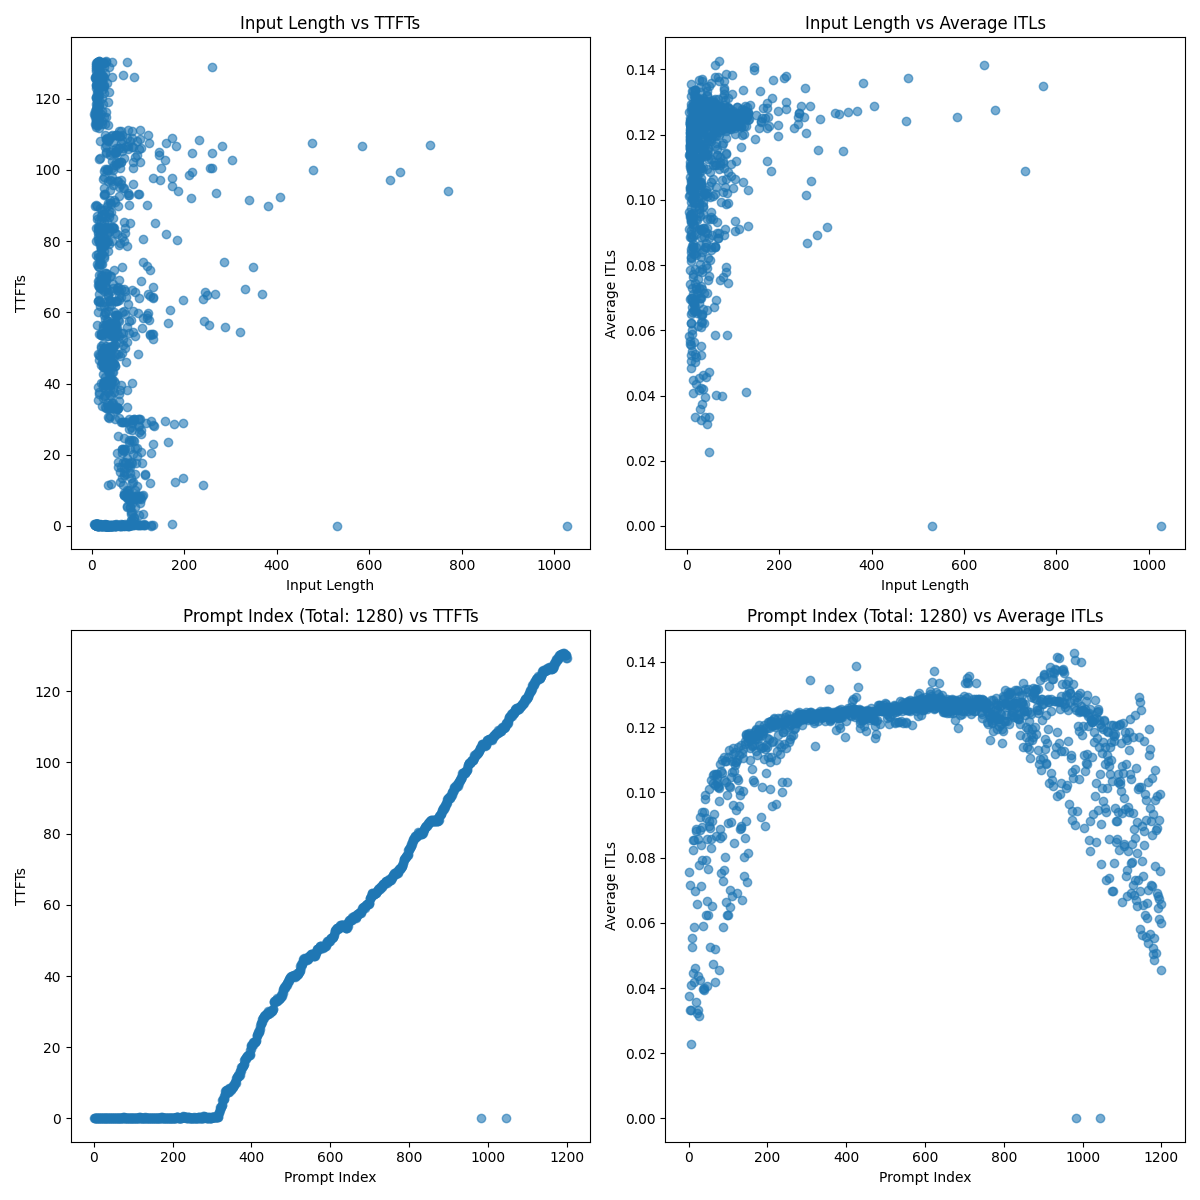 Input Length vs TTFTs
TTFTs
120
100
80
60
40
20
0
0 200 400 600 800 1000
Input Length
Input Length vs Average ITLs
Average ITLs
0.14
0.12
0.10
0.08
0.06
0.04
0.02
0.00
0 200 400 600 800 1000
Input Length
Prompt Index (Total: 1280) vs TTFTs
TTFTs
120
100
80
60
40
20
0
0 200 400 600 800 1000 1200
Prompt Index
Prompt Index (Total: 1280) vs Average ITLs
Average ITLs
0.14
0.12
0.10
0.08
0.06
0.04
0.02
0.00
0 200 400 600 800 1000 1200
Prompt Index